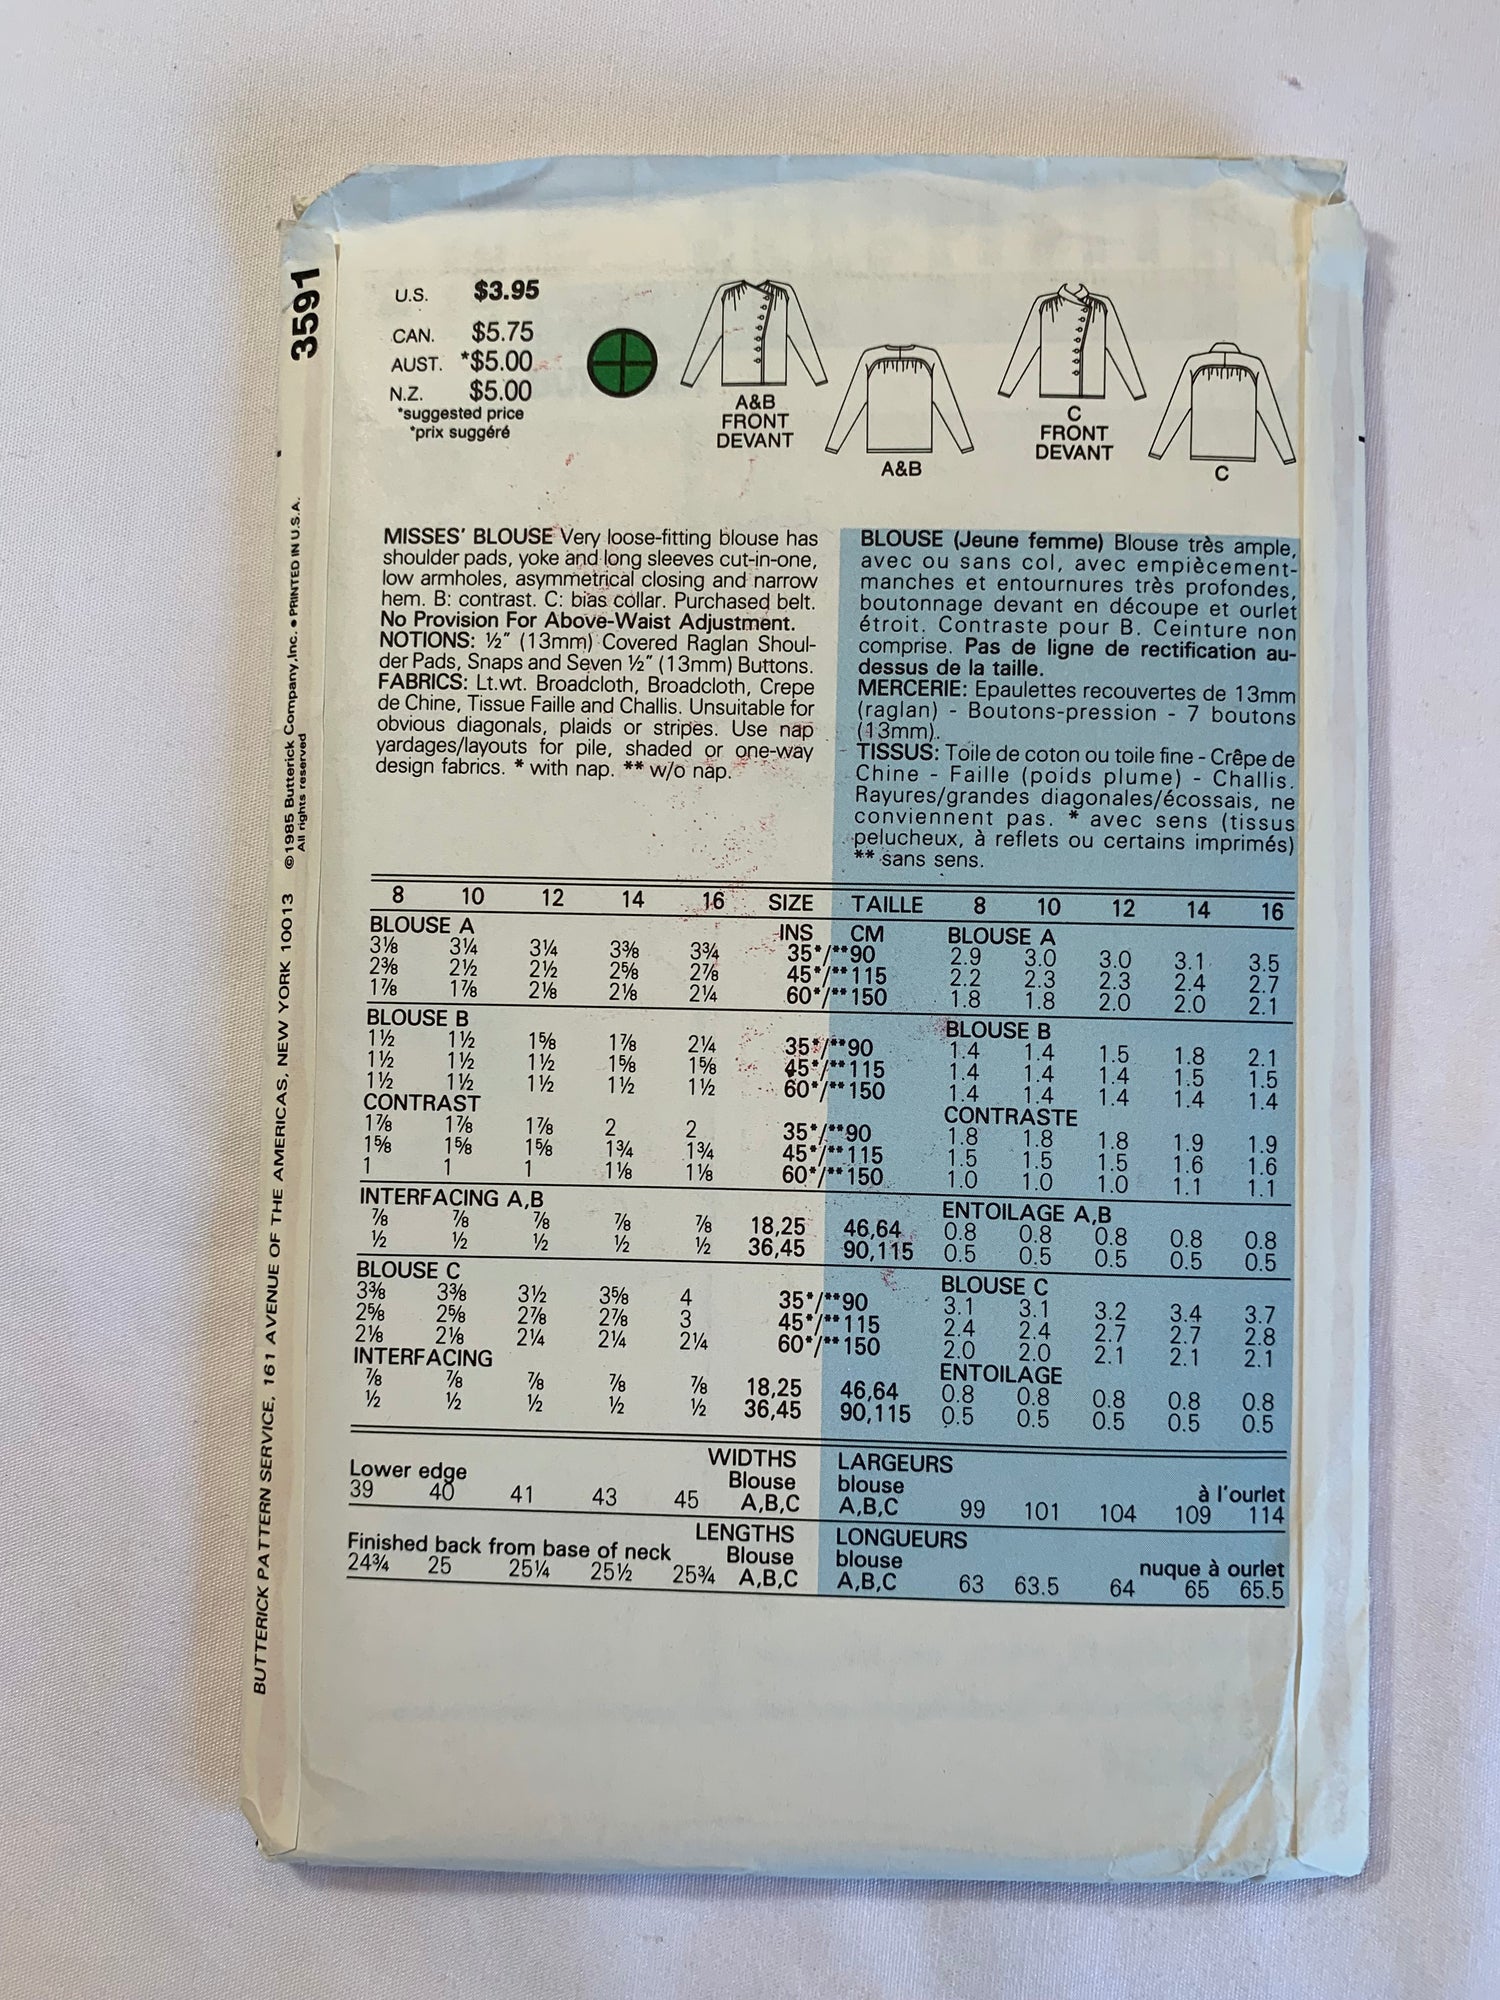 3591
BUTTERICK PATTERN SERVICE, 161 AVENUE OF THE AMERICAS, NEW YORK 10013 ©1985 Butterick Company, Inc. ● PRINTED IN U.S.A.
All rights reserved
U.S. $3.95
CAN. $5.75
AUST. *$5.00
N.Z. $5.00
*suggested price
*prix suggéré
A&B
FRONT
DEVANT
A&B
C
FRONT
DEVANT
C
MISSES' BLOUSE Very loose-fitting blouse has
shoulder pads, yoke and long sleeves cut-in-one,
low armholes, asymmetrical closing and narrow
hem. B: contrast. C: bias collar. Purchased belt.
No Provision For Above-Waist Adjustment.
NOTIONS: ½" (13mm) Covered Raglan Shoul-
der Pads, Snaps and Seven ½" (13mm) Buttons.
FABRICS: Lt.wt. Broadcloth, Broadcloth, Crepe
de Chine, Tissue Faille and Challis. Unsuitable for
obvious diagonals, plaids or stripes. Use nap
yardages/layouts for pile, shaded or one-way
design fabrics. * with nap. ** w/o nap.
BLOUSE (Jeune femme) Blouse très ample,
avec ou sans col, avec empiècement-
manches et entournures très profondes,
boutonnage devant en découpe et ourlet
étroit. Contraste pour B. Ceinture non
comprise. Pas de ligne de rectification au-
dessus de la taille.
MERCERIE: Epaulettes recouvertes de 13mm
(raglan) - Boutons-pression - 7 boutons
(13mm).
TISSUS: Toile de coton ou toile fine - Crêpe de
Chine - Faille (poids plume) - Challis.
Rayures/grandes diagonales/écossais, ne
conviennent pas. * avec sens (tissus
pelucheux, à reflets ou certains imprimés)
** sans sens.
8 10 12 14 16 SIZE TAILLE 8 10 12 14 16
BLOUSE A INS CM BLOUSE A
3⅛ 3¼ 3¼ 3⅜ 3¾ 35*/**90 2.9 3.0 3.0 3.1 3.5
2⅜ 2½ 2½ 2⅝ 2⅞ 45*/**115 2.2 2.3 2.3 2.4 2.7
1⅞ 1⅞ 2⅛ 2⅛ 2¼ 60*/**150 1.8 1.8 2.0 2.0 2.1
BLOUSE B BLOUSE B
1½ 1½ 1⅝ 1⅞ 2¼ 35*/**90 1.4 1.4 1.5 1.8 2.1
1½ 1½ 1½ 1⅝ 1⅝ 45*/**115 1.4 1.4 1.4 1.5 1.5
1½ 1½ 1½ 1½ 1½ 60*/**150 1.4 1.4 1.4 1.4 1.4
CONTRAST CONTRASTE
1⅞ 1⅞ 1⅞ 2 2 35*/**90 1.8 1.8 1.8 1.9 1.9
1⅝ 1⅝ 1⅝ 1¾ 1¾ 45*/**115 1.5 1.5 1.5 1.6 1.6
1 1 1 1⅛ 1⅛ 60*/**150 1.0 1.0 1.0 1.1 1.1
INTERFACING A,B ENTOILAGE A,B
⅞ ⅞ ⅞ ⅞ ⅞ 18,25 46,64 0.8 0.8 0.8 0.8 0.8
½ ½ ½ ½ ½ 36,45 90,115 0.5 0.5 0.5 0.5 0.5
BLOUSE C BLOUSE C
3⅜ 3⅜ 3½ 3⅝ 4 35*/**90 3.1 3.1 3.2 3.4 3.7
2⅝ 2⅝ 2⅞ 2⅞ 3 45*/**115 2.4 2.4 2.7 2.7 2.8
2⅛ 2⅛ 2¼ 2¼ 2¼ 60*/**150 2.0 2.0 2.1 2.1 2.1
INTERFACING ENTOILAGE
⅞ ⅞ ⅞ ⅞ ⅞ 18,25 46,64 0.8 0.8 0.8 0.8 0.8
½ ½ ½ ½ ½ 36,45 90,115 0.5 0.5 0.5 0.5 0.5
WIDTHS LARGEURS
Lower edge Blouse blouse à l'ourlet
39 40 41 43 45 A,B,C A,B,C 99 101 104 109 114
LENGTHS LONGUEURS
Finished back from base of neck Blouse blouse nuque à ourlet
24¾ 25 25¼ 25½ 25¾ A,B,C A,B,C 63 63.5 64 65 65.5